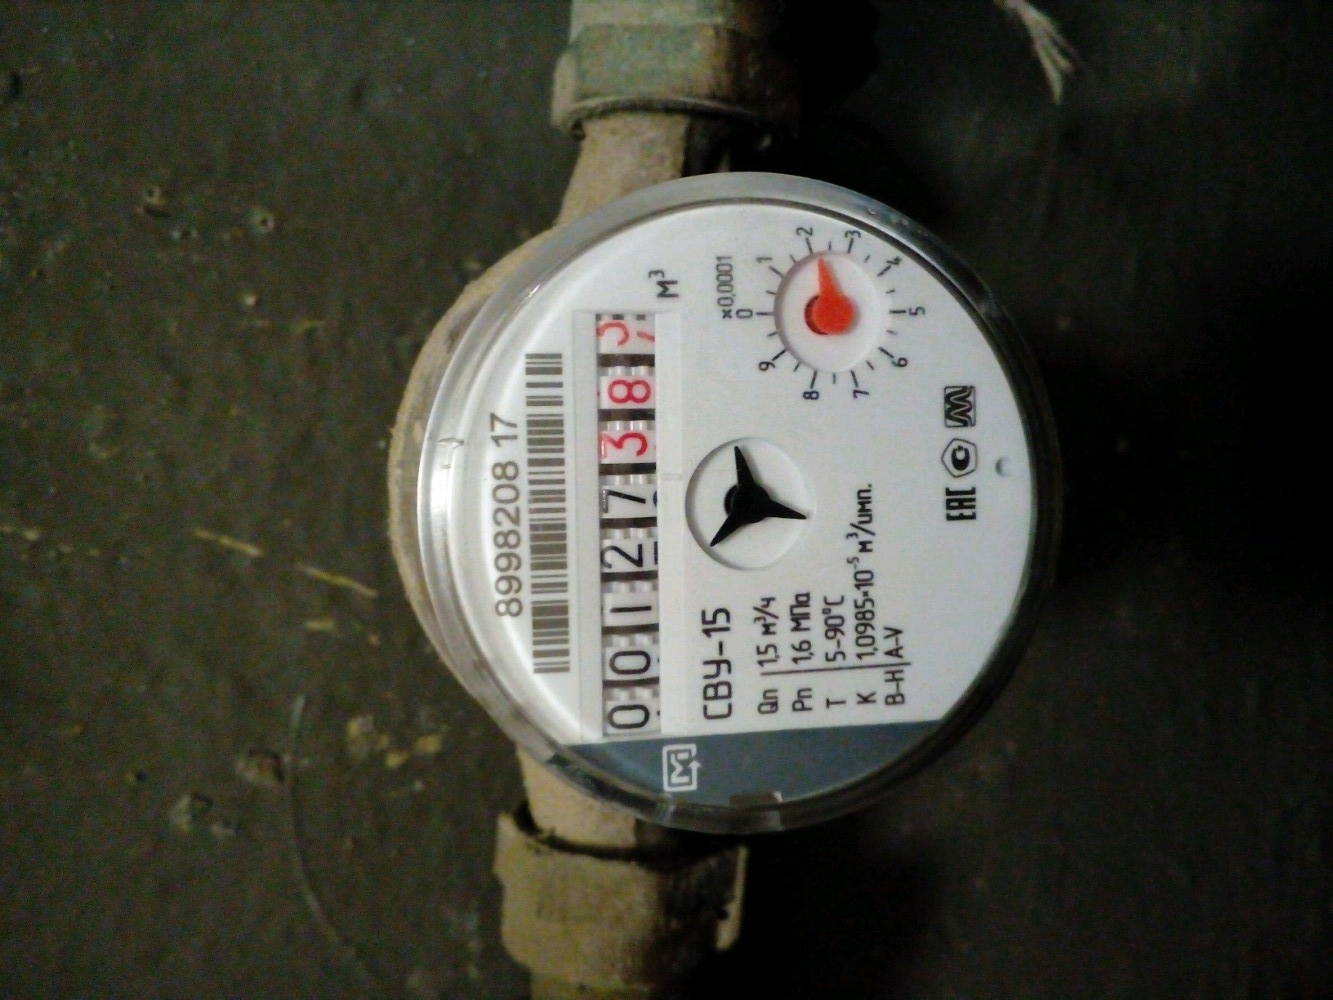 8998208 17
0 0 1 2 7 3 8
м³
×0,0001
0 1 2 3 4 5 6 7 8 9
СВУ-15
Qn 1,5 м³/ч
Pn 1,6 МПа
T 5-90°C
K 1,0985×10⁻⁵ м³/имп.
B-H A-V
EAC